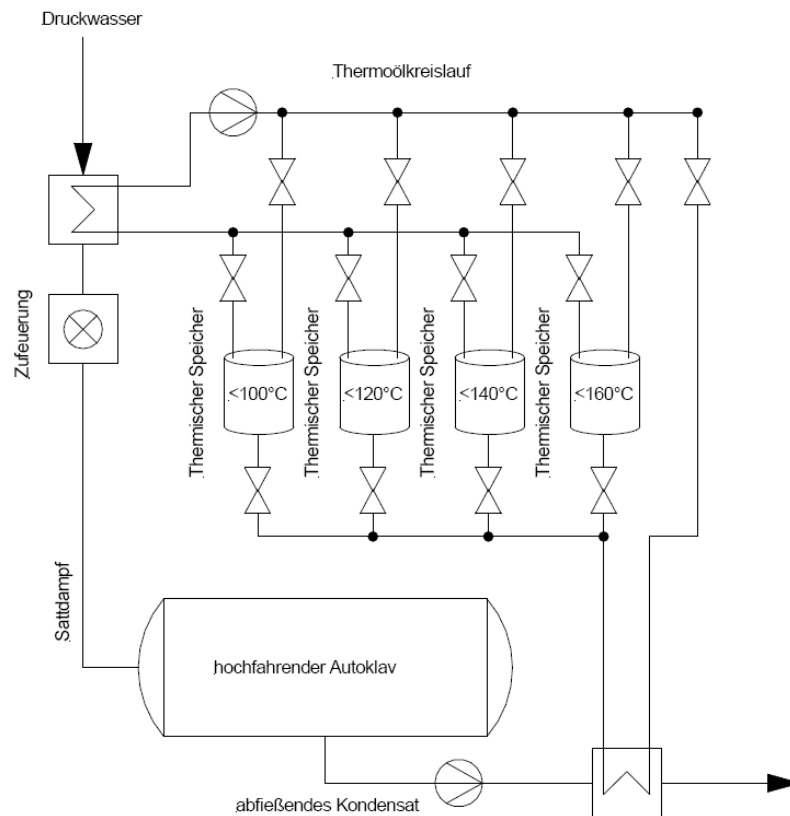 Druckwasser
Thermoölkreislauf
Zufeuerung
Thermischer Speicher
<100°C
Thermischer Speicher
<120°C
Thermischer Speicher
<140°C
Thermischer Speicher
<160°C
Sattdampf
hochfahrender Autoklav
abfießendes Kondensat